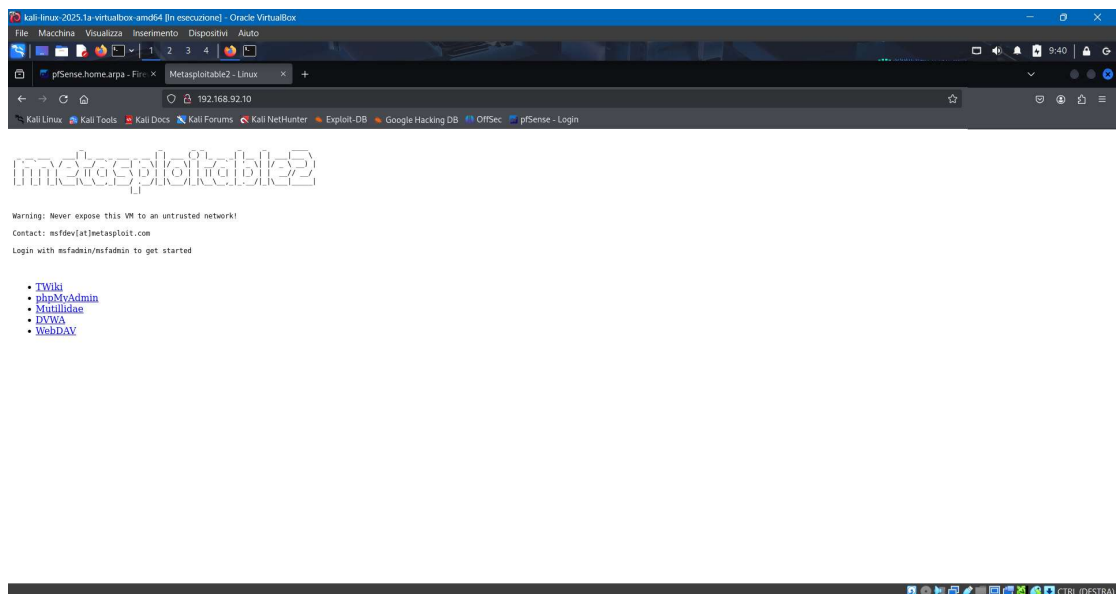 kali-linux-2025.1a-virtualbox-amd64 [In esecuzione] - Oracle VirtualBox
File Macchina Visualizza Inserimento Dispositivi Aiuto
1 2 3 4
9:40
pfSense.home.arpa - Fire
Metasploitable2 - Linux
192.168.92.10
Kali Linux Kali Tools Kali Docs Kali Forums Kali NetHunter Exploit-DB Google Hacking DB OffSec pfSense - Login
metasploitable2
Warning: Never expose this VM to an untrusted network!
Contact: msfdev[at]metasploit.com
Login with msfadmin/msfadmin to get started
TWiki
phpMyAdmin
Mutillidae
DVWA
WebDAV
CTRL (DESTRA)